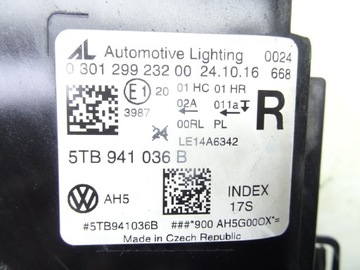 AL Automotive Lighting 0024
0 301 299 232 00 24.10.16 668
E1 20 01 HC 01 HR
02A 011a
3987 00RL PL R
LE14A6342
5TB 941 036 B
AH5 INDEX
17S
#5TB941036B ###*900 AH5G00OX*=
Made in Czech Republic